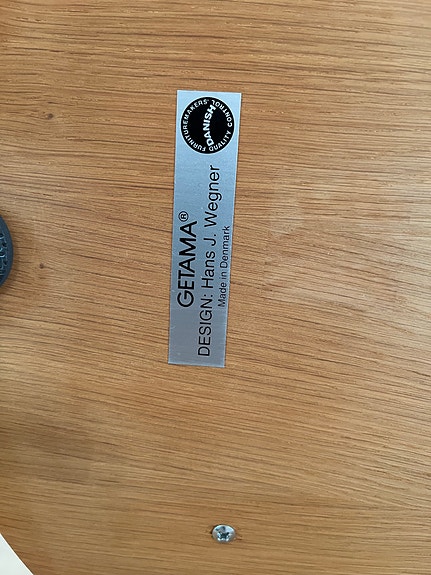 GETAMA®
DESIGN: Hans J. Wegner
Made in Denmark
DANISH
FURNITUREMAKERS' QUALITY CONTROL